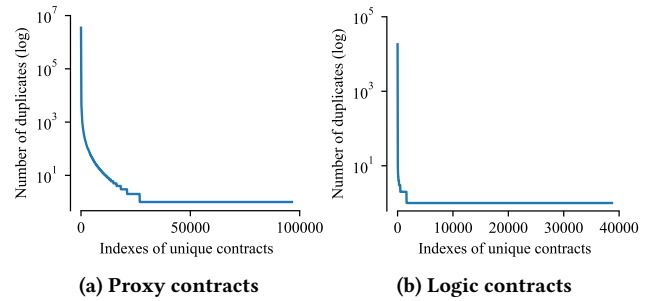 Number of duplicates (log)
10^7
10^5
10^3
10^1
0
50000
100000
Indexes of unique contracts
(a) Proxy contracts
Number of duplicates (log)
10^5
10^3
10^1
0
10000
20000
30000
40000
Indexes of unique contracts
(b) Logic contracts